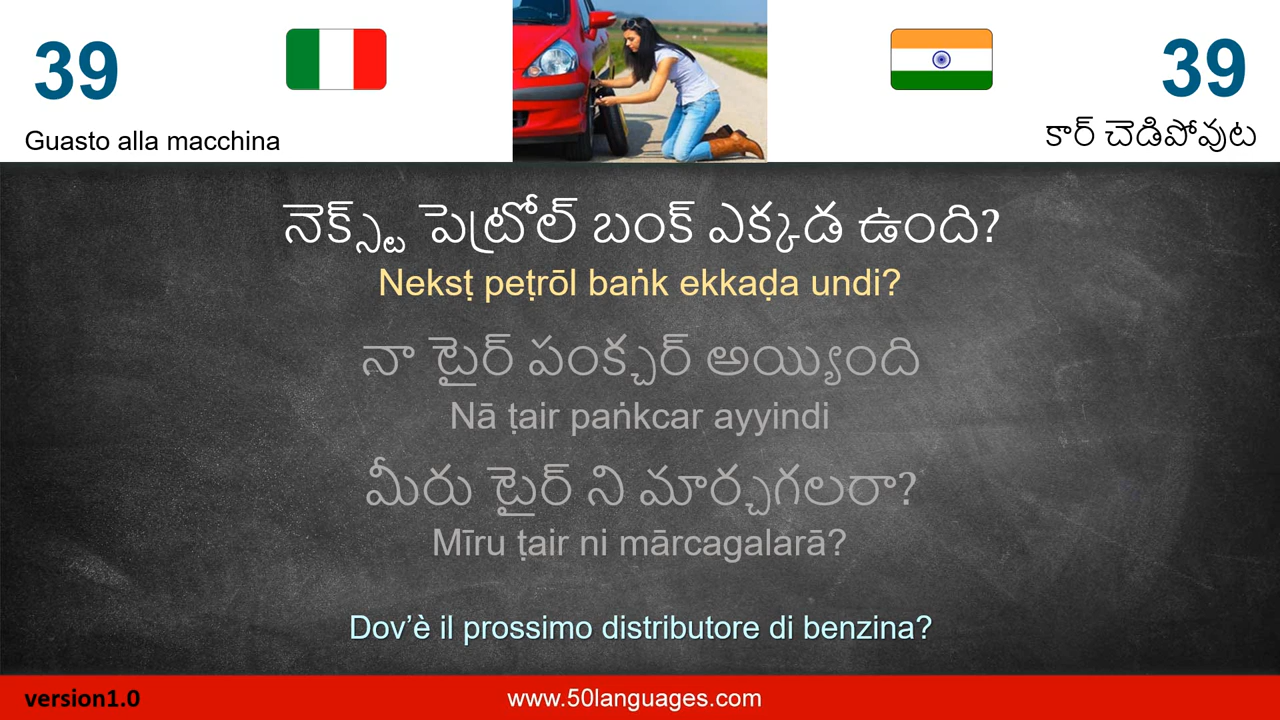 39
39
Guasto alla macchina
కార్ చెడిపోవుట
నెక్స్ట్ పెట్రోల్ బంక్ ఎక్కడ ఉంది?
Neksṭ peṭrōl baṅk ekkaḍa undi?
నా టైర్ పంక్చర్ అయ్యింది
Nā ṭair paṅkcar ayyindi
మీరు టైర్ ని మార్చగలరా?
Mīru ṭair ni mārcagalarā?
Dov’è il prossimo distributore di benzina?
version1.0
www.50languages.com